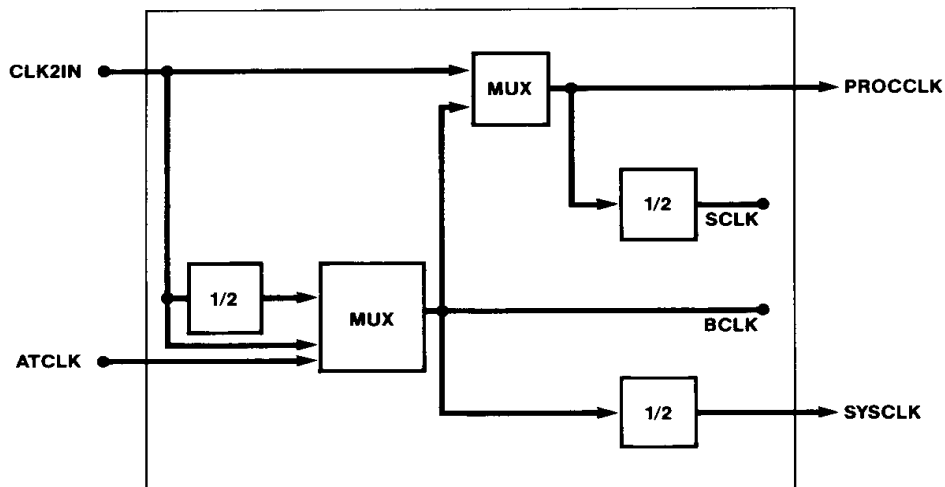 CLK2IN
MUX
PROCCLK
1/2
SCLK
1/2
MUX
BCLK
ATCLK
1/2
SYSCLK